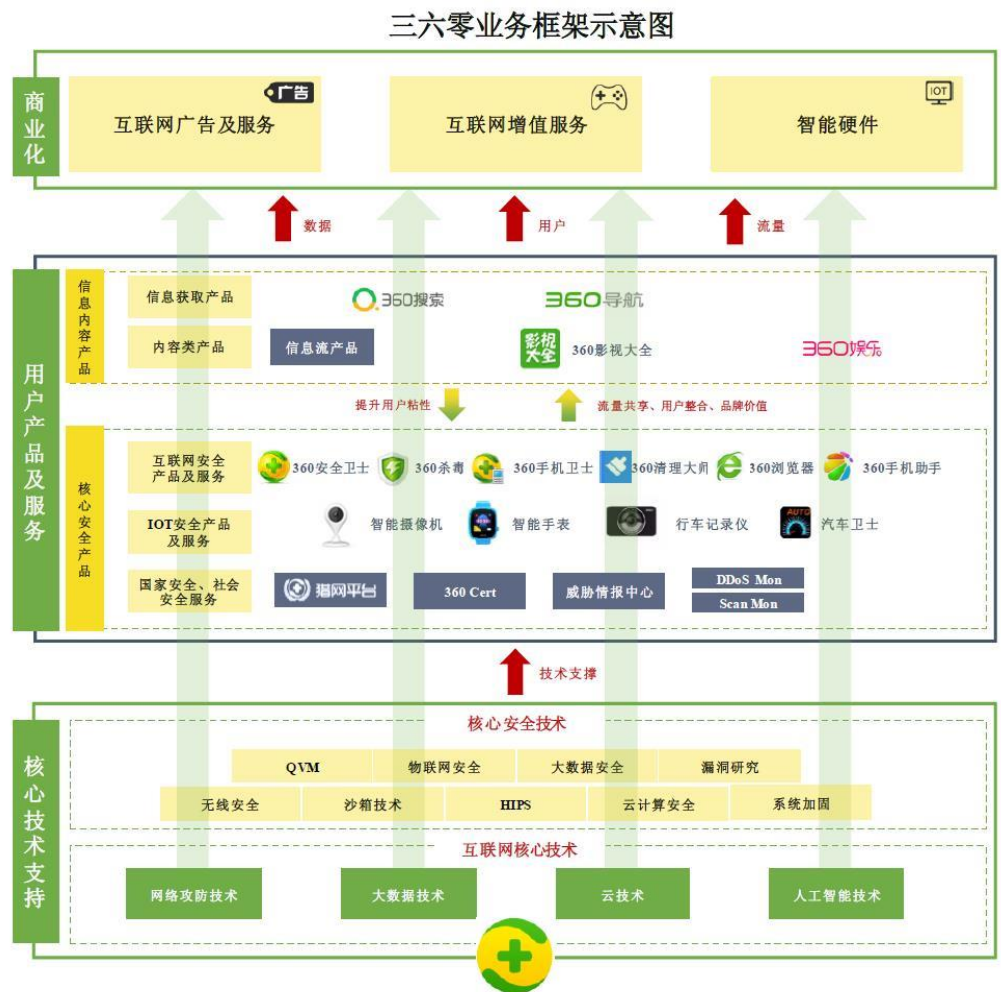 三六零业务框架示意图
商业化
广告
互联网广告及服务
互联网增值服务
IOT
智能硬件
数据
用户
流量
用户产品及服务
信息内容产品
信息获取产品
360搜索
360导航
内容类产品
信息流产品
影视大全
360影视大全
360娱乐
提升用户粘性
流量共享、用户整合、品牌价值
核心安全产品
互联网安全
产品及服务
360安全卫士
360杀毒
360手机卫士
360清理大师
360浏览器
360手机助手
IOT安全产品
及服务
智能摄像机
智能手表
行车记录仪
AUTO
汽车卫士
国家安全、社会
安全服务
猎网平台
360 Cert
威胁情报中心
DDoS Mon
Scan Mon
技术支撑
核心技术支持
核心安全技术
QVM
物联网安全
大数据安全
漏洞研究
无线安全
沙箱技术
HIPS
云计算安全
系统加固
互联网核心技术
网络攻防技术
大数据技术
云技术
人工智能技术